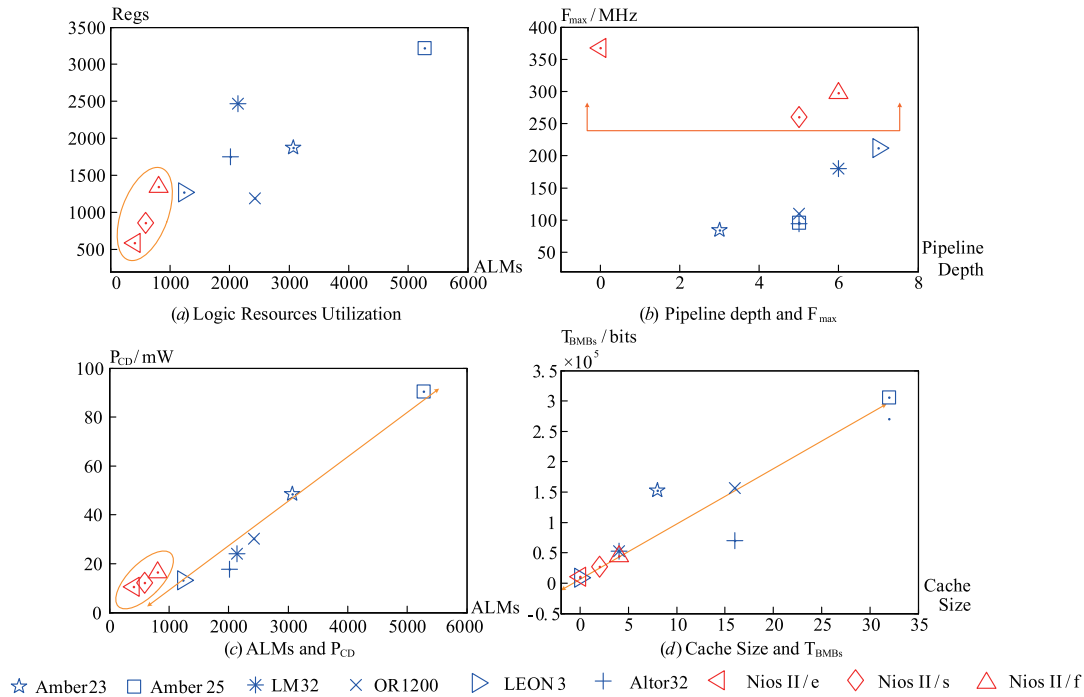 Regs
3500
3000
2500
2000
1500
1000
500
0 1000 2000 3000 4000 5000 6000
ALMs
(a) Logic Resources Utilization
Fmax / MHz
400
350
300
250
200
150
100
50
0 2 4 6 8
Pipeline
Depth
(b) Pipeline depth and Fmax
PCD / mW
100
80
60
40
20
0
0 1000 2000 3000 4000 5000 6000
ALMs
(c) ALMs and PCD
TBMBs / bits
×10^5
3.5
3
2.5
2
1.5
1
0.5
0
-0.5
0 5 10 15 20 25 30 35
Cache
Size
(d) Cache Size and TBMBs
Amber23 Amber 25 LM32 OR1200 LEON 3 Altor32 Nios II / e Nios II / s Nios II / f